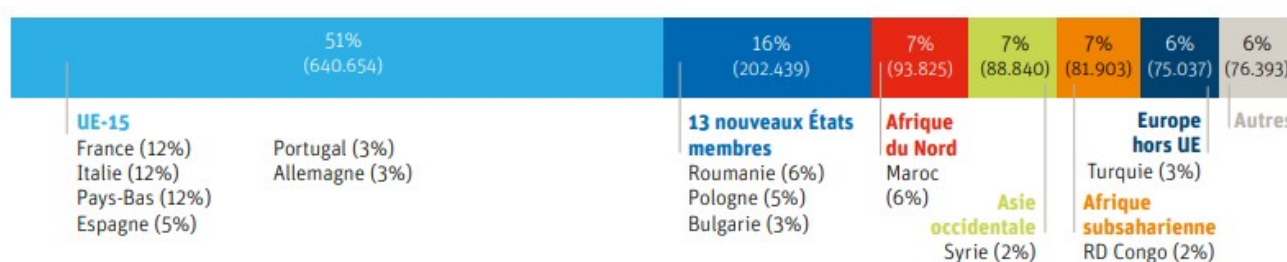 51%
(640.654)
16%
(202.439)
7%
(93.825)
7%
(88.840)
7%
(81.903)
6%
(75.037)
6%
(76.393)
UE-15
France (12%)
Italie (12%)
Pays-Bas (12%)
Espagne (5%)
Portugal (3%)
Allemagne (3%)
13 nouveaux États
membres
Roumanie (6%)
Pologne (5%)
Bulgarie (3%)
Afrique
du Nord
Maroc
(6%)
Asie
occidentale
Syrie (2%)
Afrique
subsaharienne
RD Congo (2%)
Europe
hors UE
Turquie (3%)
Autres